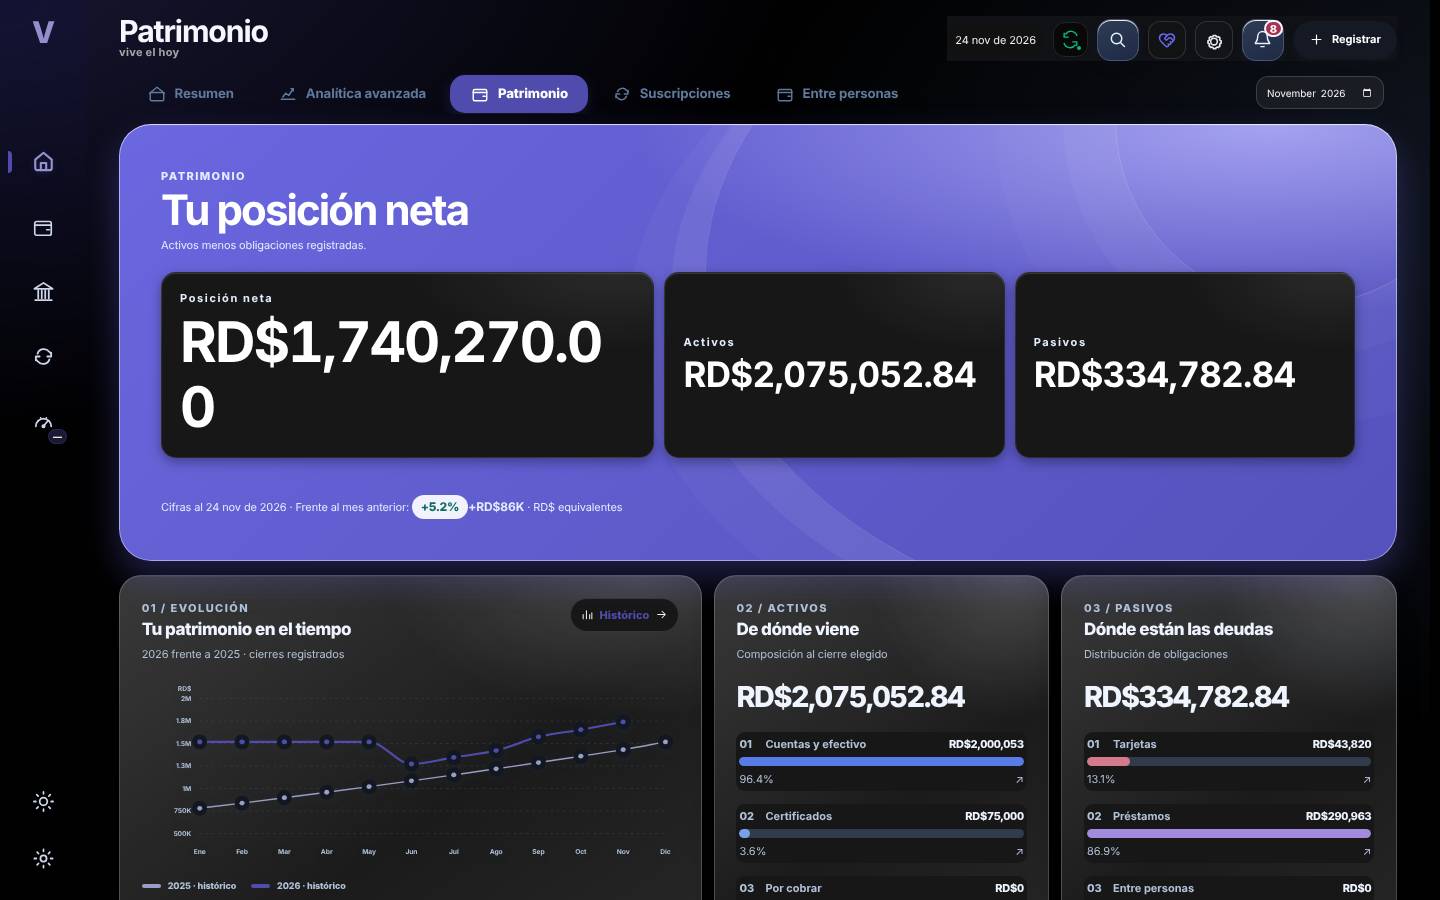 V
Patrimonio
vive el hoy
24 nov de 2026
8
Registrar
Resumen
Analítica avanzada
Patrimonio
Suscripciones
Entre personas
November 2026
PATRIMONIO
Tu posición neta
Activos menos obligaciones registradas.
Posición neta
RD$1,740,270.0
0
Activos
RD$2,075,052.84
Pasivos
RD$334,782.84
Cifras al 24 nov de 2026 · Frente al mes anterior: +5.2% +RD$86K · RD$ equivalentes
01 / EVOLUCIÓN
Tu patrimonio en el tiempo
2026 frente a 2025 · cierres registrados
Histórico →
RD$
2M
1.8M
1.5M
1.3M
1M
750K
500K
Ene Feb Mar Abr May Jun Jul Ago Sep Oct Nov Dic
2025 · histórico
2026 · histórico
02 / ACTIVOS
De dónde viene
Composición al cierre elegido
RD$2,075,052.84
01 Cuentas y efectivo RD$2,000,053
96.4% ↗
02 Certificados RD$75,000
3.6% ↗
03 Por cobrar RD$0
03 / PASIVOS
Dónde están las deudas
Distribución de obligaciones
RD$334,782.84
01 Tarjetas RD$43,820
13.1% ↗
02 Préstamos RD$290,963
86.9% ↗
03 Entre personas RD$0